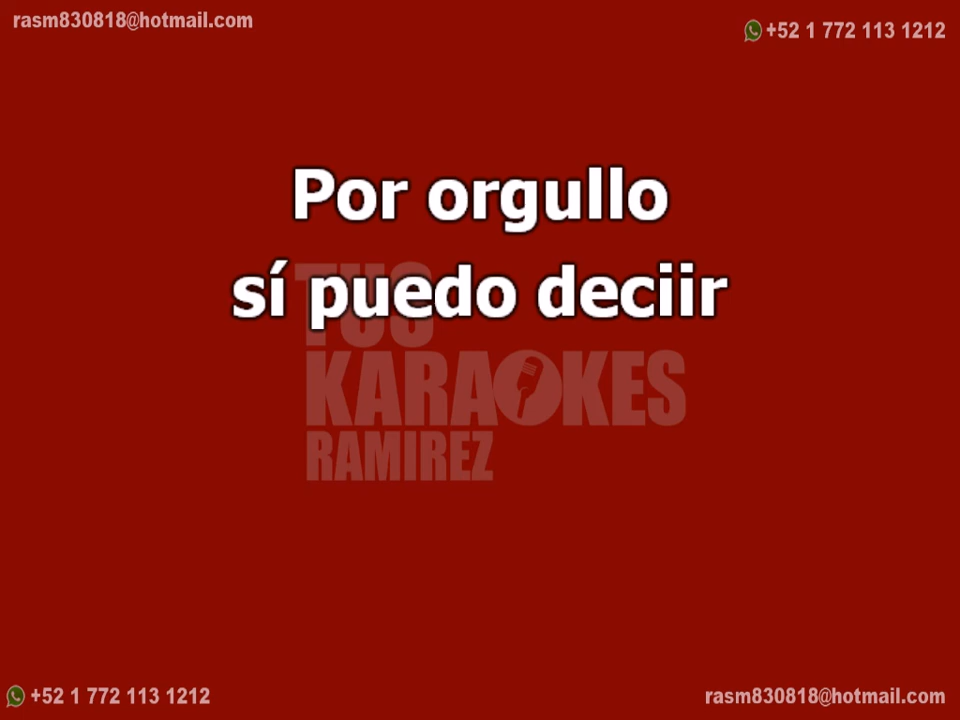 rasm830818@hotmail.com
+52 1 772 113 1212
Por orgullo
sí puedo deciir
TUS
KARAOKES
RAMIREZ
+52 1 772 113 1212
rasm830818@hotmail.com